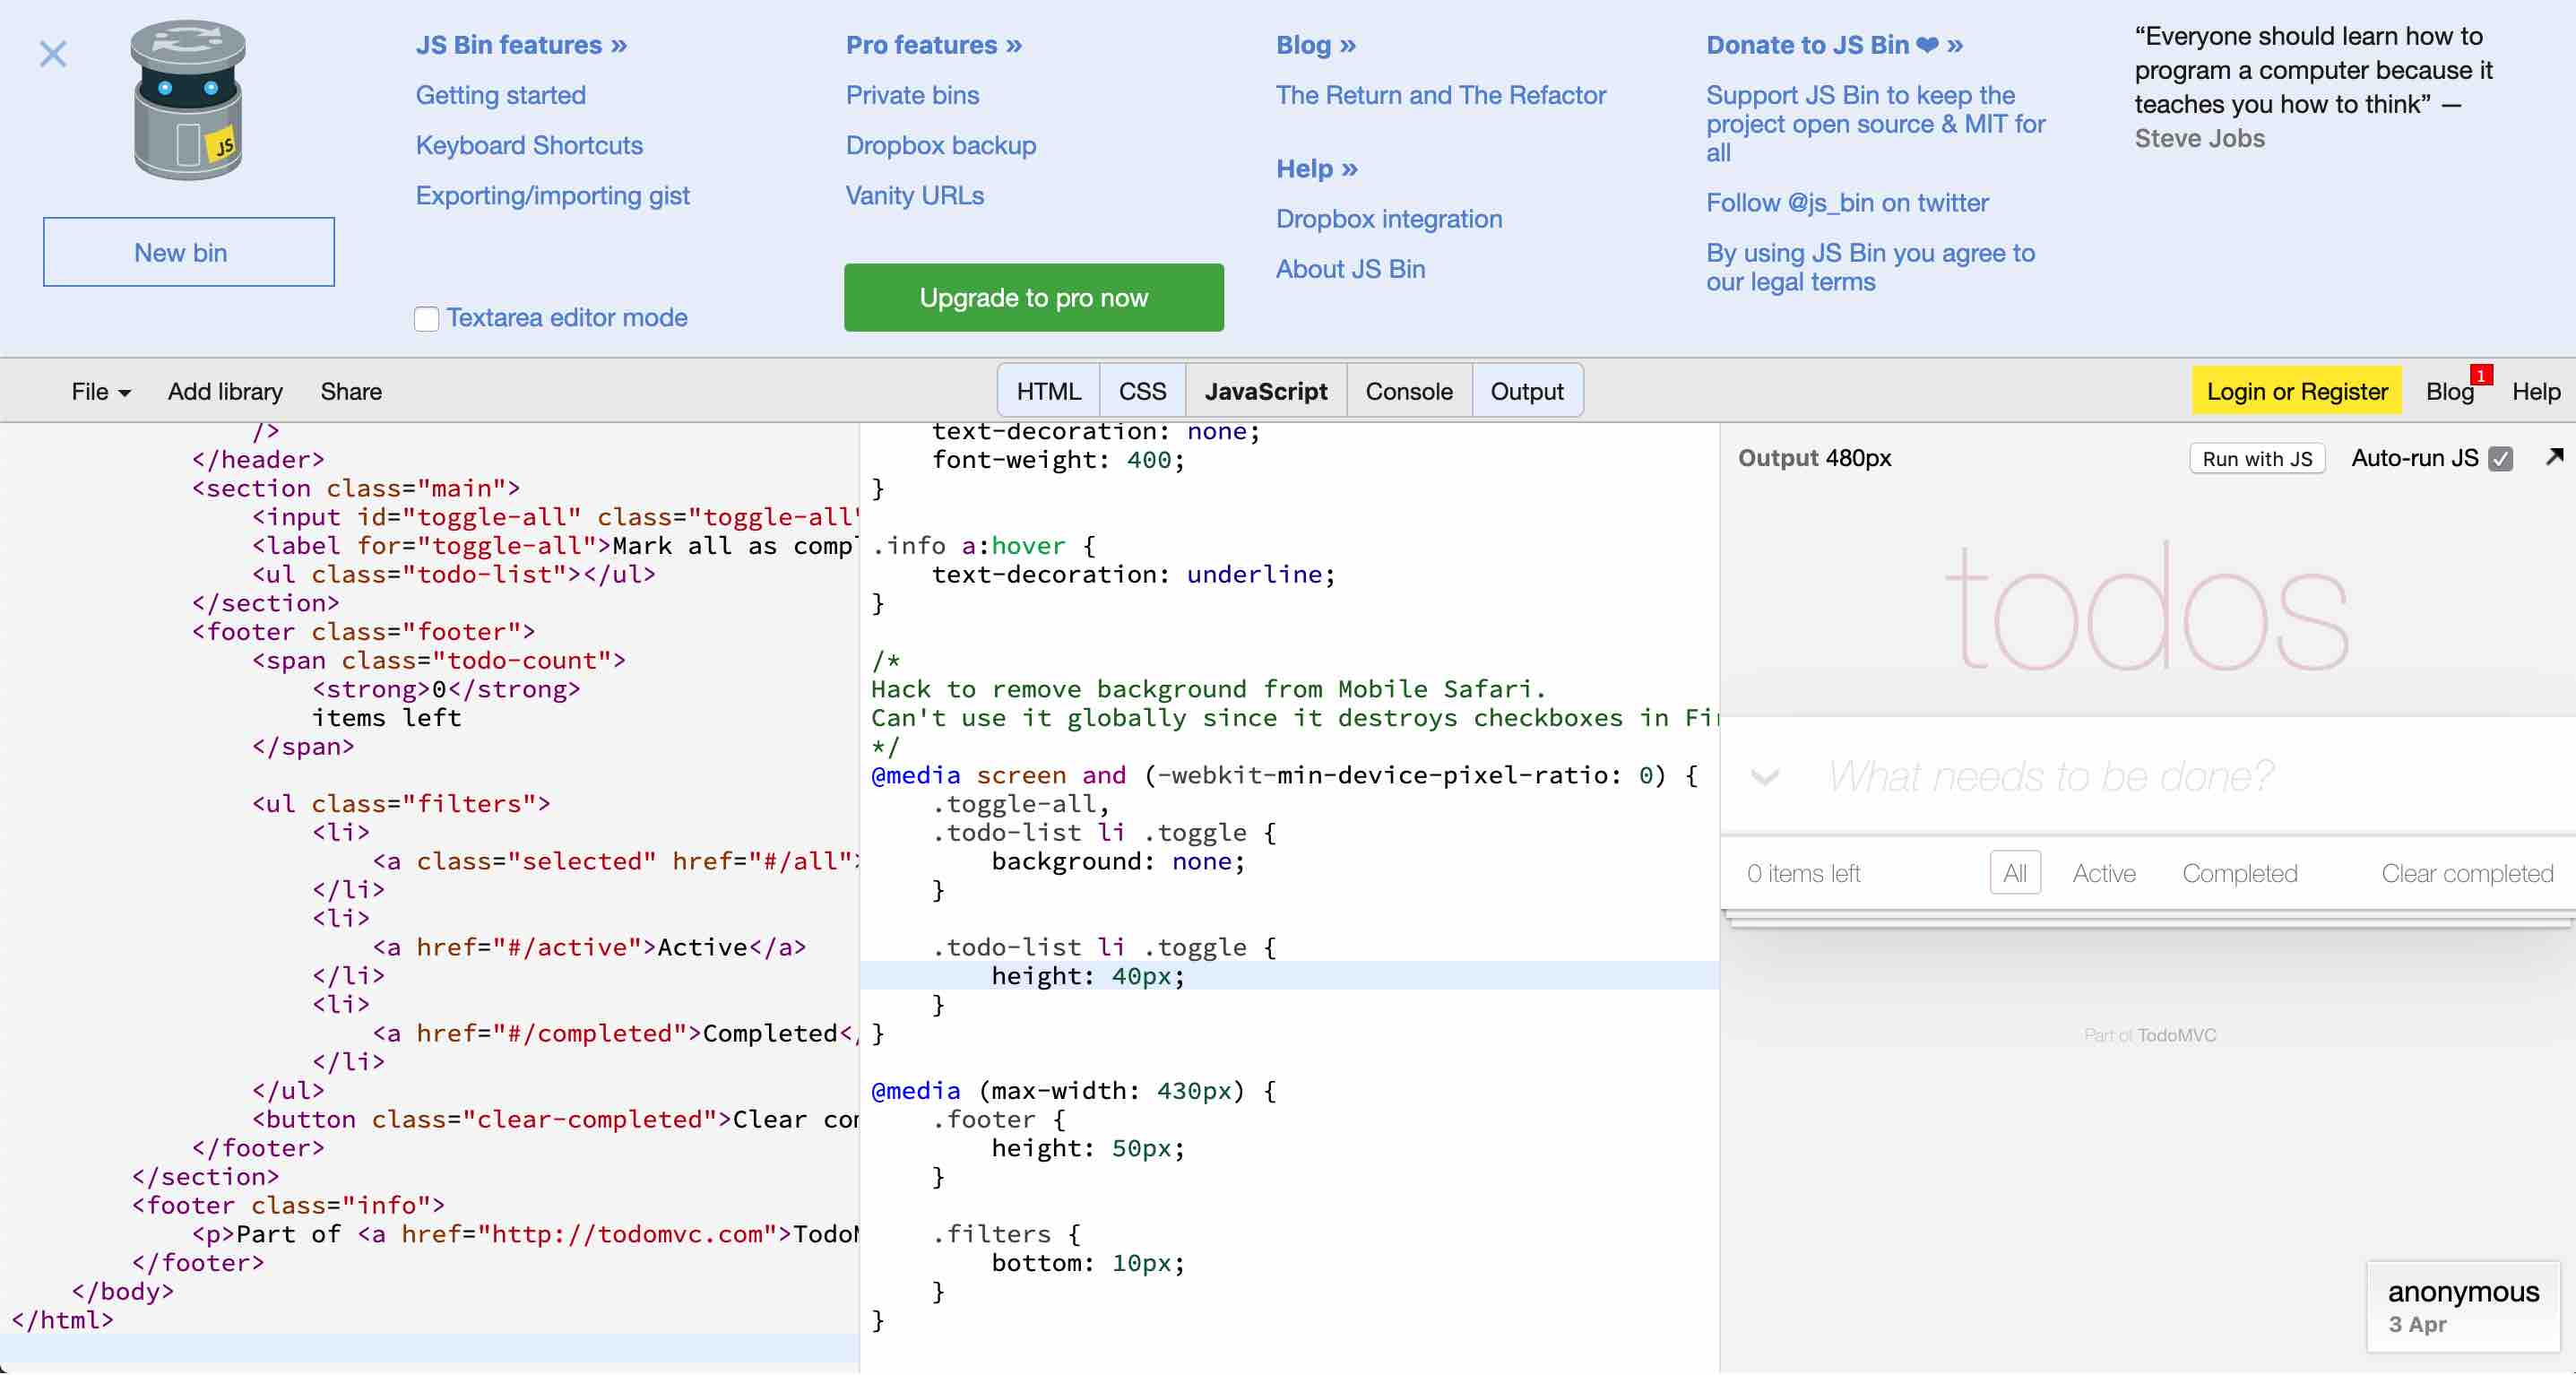 JS Bin features »
Getting started
Keyboard Shortcuts
Exporting/importing gist
Textarea editor mode
JS
New bin
Pro features »
Private bins
Dropbox backup
Vanity URLs
Upgrade to pro now
Blog »
The Return and The Refactor
Help »
Dropbox integration
About JS Bin
Donate to JS Bin ❤ »
Support JS Bin to keep the
project open source & MIT for
all
Follow @js_bin on twitter
By using JS Bin you agree to
our legal terms
“Everyone should learn how to
program a computer because it
teaches you how to think” —
Steve Jobs
File Add library Share HTML CSS JavaScript Console Output Login or Register Blog 1 Help
/>
</header>
<section class="main">
<input id="toggle-all" class="toggle-all"
<label for="toggle-all">Mark all as comp
<ul class="todo-list"></ul>
</section>
<footer class="footer">
<span class="todo-count">
<strong>0</strong>
items left
</span>
<ul class="filters">
<li>
<a class="selected" href="#/all">
</li>
<li>
<a href="#/active">Active</a>
</li>
<li>
<a href="#/completed">Completed</
</li>
</ul>
<button class="clear-completed">Clear co
</footer>
</section>
<footer class="info">
<p>Part of <a href="http://todomvc.com">Todo
</footer>
</body>
</html>
text-decoration: none;
font-weight: 400;
}
.info a:hover {
text-decoration: underline;
}
/*
Hack to remove background from Mobile Safari.
Can't use it globally since it destroys checkboxes in Fi
*/
@media screen and (-webkit-min-device-pixel-ratio: 0) {
.toggle-all,
.todo-list li .toggle {
background: none;
}
.todo-list li .toggle {
height: 40px;
}
}
@media (max-width: 430px) {
.footer {
height: 50px;
}
.filters {
bottom: 10px;
}
}
Output 480px Run with JS Auto-run JS
todos
What needs to be done?
0 items left All Active Completed Clear completed
Part of TodoMVC
anonymous
3 Apr